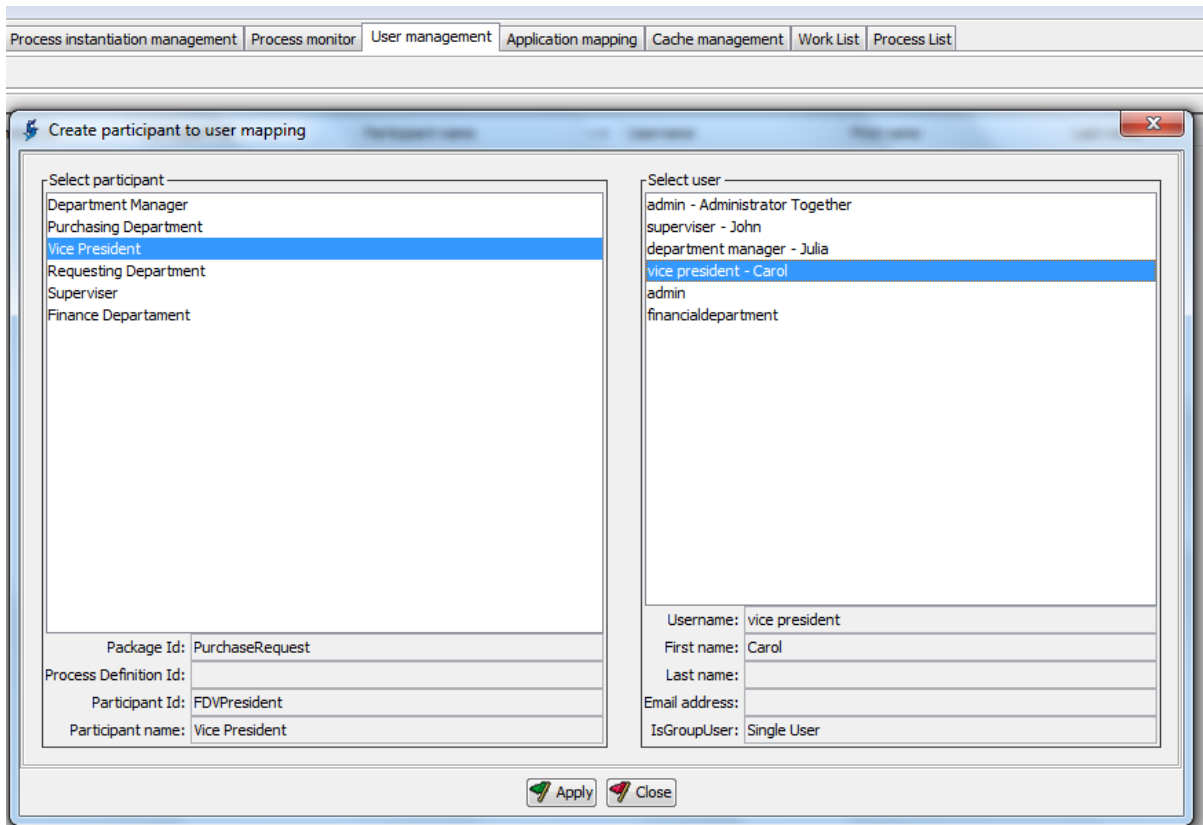 Process instantiation management Process monitor User management Application mapping Cache management Work List Process List
Create participant to user mapping
Select participant
Department Manager
Purchasing Department
Vice President
Requesting Department
Superviser
Finance Departament
Package Id: PurchaseRequest
Process Definition Id:
Participant Id: FDVPresident
Participant name: Vice President
Select user
admin - Administrator Together
superviser - John
department manager - Julia
vice president - Carol
admin
financialdepartment
Username: vice president
First name: Carol
Last name:
Email address:
IsGroupUser: Single User
Apply Close